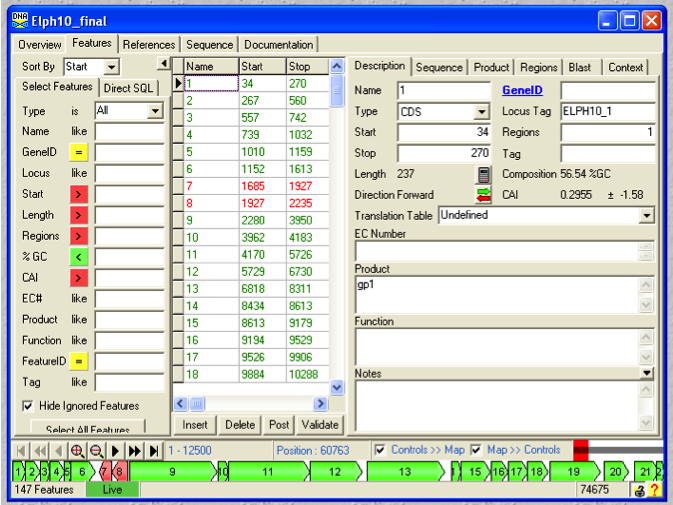 DNA Elph10_final
Overview Features References Sequence Documentation
Sort By Start
Select Features Direct SQL
Type is All
Name like
GeneID =
Locus like
Start >
Length >
Regions >
% GC <
CAI >
EC# like
Product like
Function like
FeatureID =
Tag like
Hide Ignored Features
Select All Features
Name Start Stop
1 34 270
2 267 560
3 557 742
4 739 1032
5 1010 1159
6 1152 1613
7 1685 1927
8 1927 2235
9 2280 3950
10 3962 4183
11 4170 5726
12 5729 6730
13 6818 8311
14 8434 8613
15 8613 9179
16 9194 9529
17 9526 9906
18 9884 10288
Insert Delete Post Validate
Description Sequence Product Regions Blast Context
Name 1 GeneID
Type CDS Locus Tag ELPH10_1
Start 34 Regions 1
Stop 270 Tag
Length 237 Composition 56.54 %GC
Direction Forward CAI 0.2955 ± -1.58
Translation Table Undefined
EC Number
Product
gp1
Function
Notes
1 - 12500 Position : 60763 Controls >> Map Map >> Controls
1 2 3 4 5 6 7 8 9 10 11 12 13 15 16 17 18 19 20 21 2
147 Features Live 74675 ?